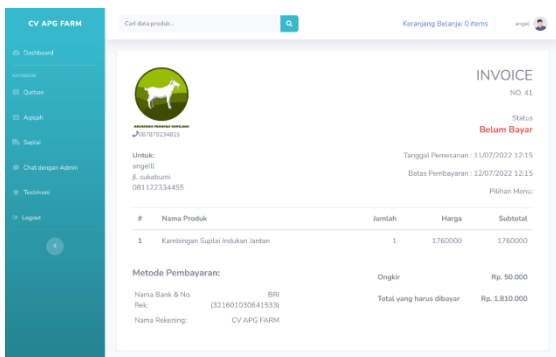 CV APG FARM
Cari data produk...
Keranjang Belanja: 0 items
angel
Dashboard
Qurban
Aqiqah
Suplai
Chat dengan Admin
Testimoni
Logout
INVOICE
NO. 41
087879234815
Status
Belum Bayar
Untuk:
angelli
jl. sukabumi
081122334455
Tanggal Pemesanan : 11/07/2022 12:15
Batas Pembayaran : 12/07/2022 12:15
Pilihan Menu:
# Nama Produk Jumlah Harga Subtotal
1 Kambingan Suplai Indukan Jantan 1 1760000 1760000
Metode Pembayaran:
Nama Bank & No. Rek: BRI (321601030641533)
Nama Rekening: CV APG FARM
Ongkir Rp. 50.000
Total yang harus dibayar Rp. 1.810.000